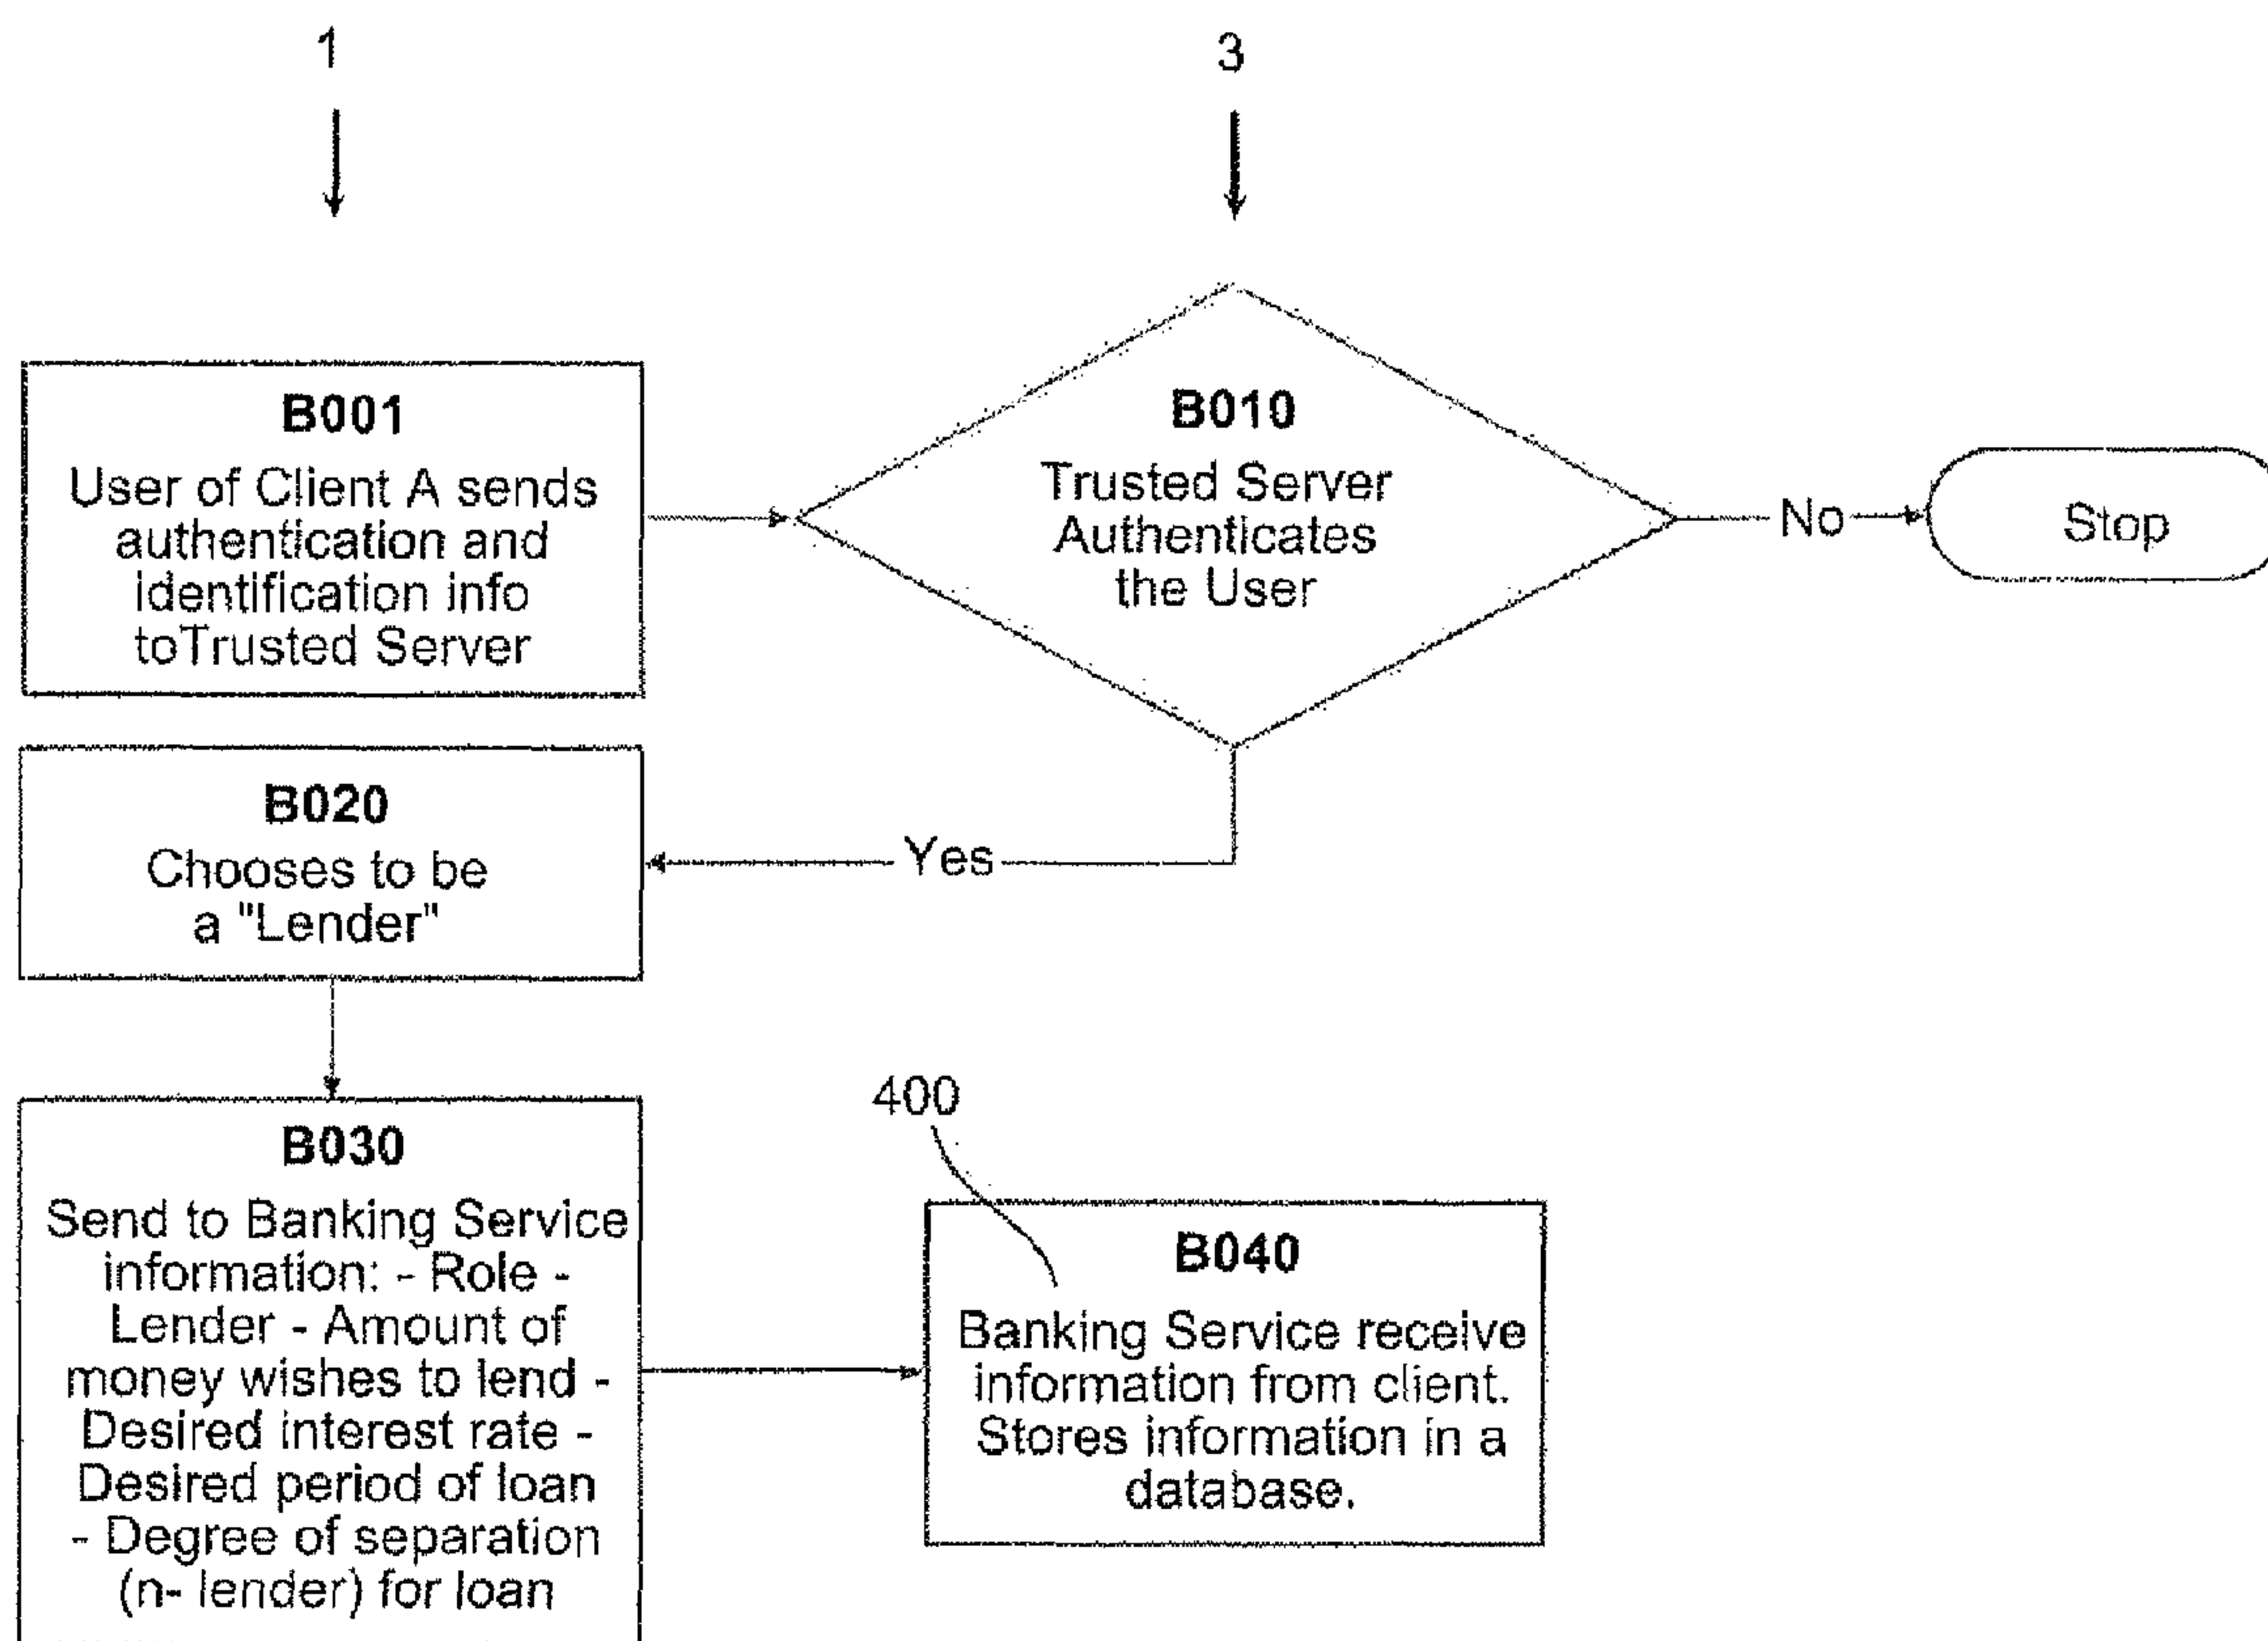 1
3
B001
User of Client A sends
authentication and
identification info
toTrusted Server
B010
Trusted Server
Authenticates
the User
No
Stop
B020
Chooses to be
a "Lender"
Yes
B030
Send to Banking Service
information: - Role -
Lender - Amount of
money wishes to lend -
Desired interest rate -
Desired period of loan
- Degree of separation
(n- lender) for loan
400
B040
Banking Service receive
information from client.
Stores information in a
database.